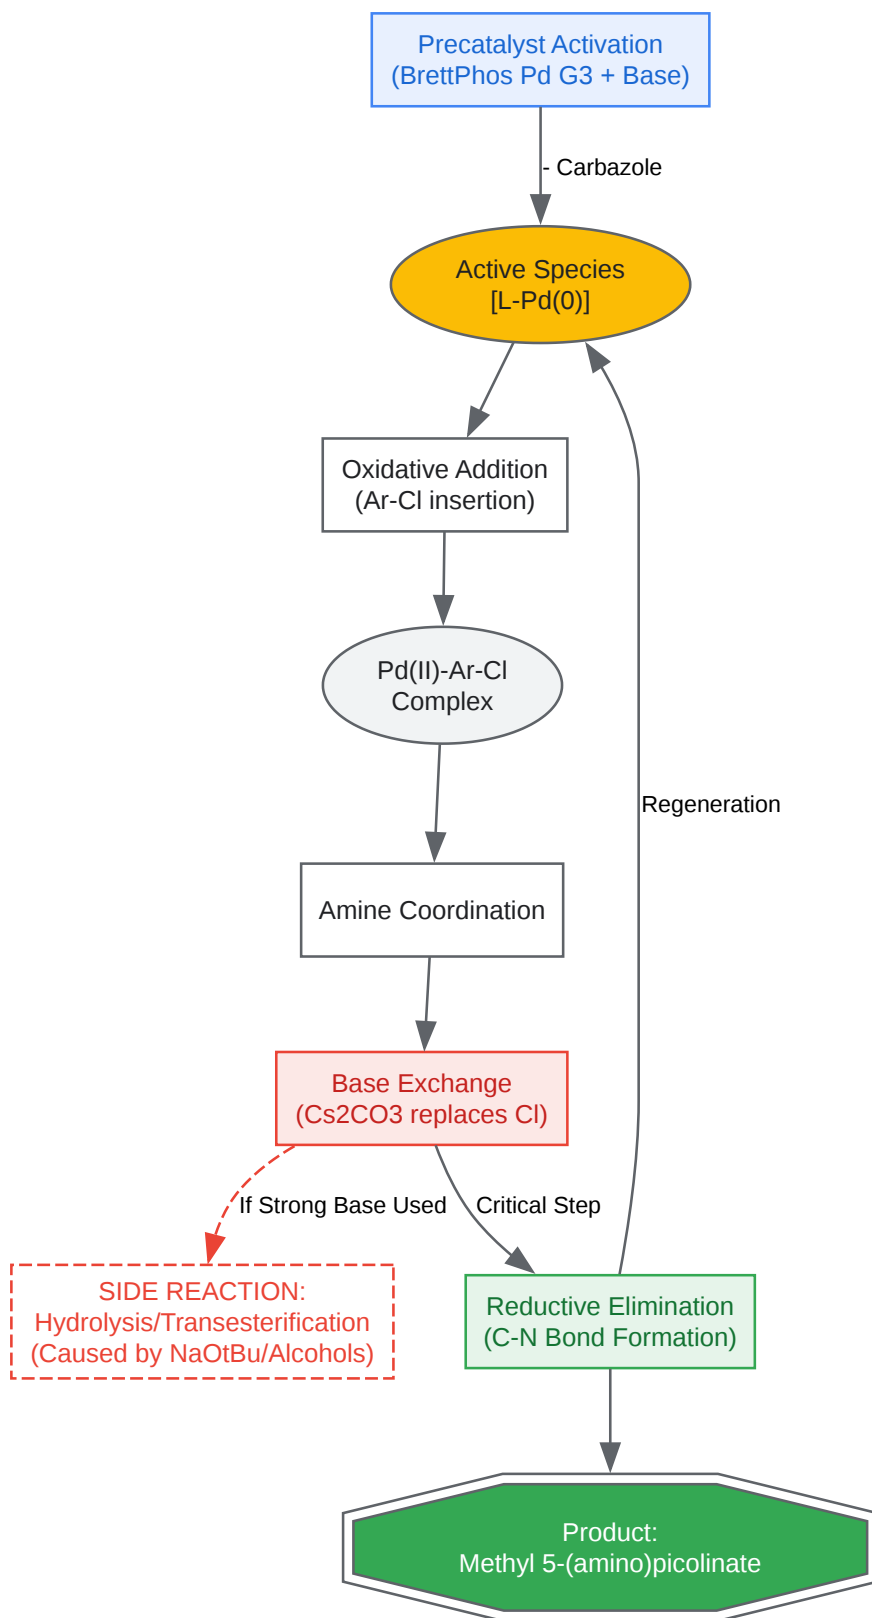 Precatalyst Activation
(BrettPhos Pd G3 + Base)
- Carbazole
Active Species
[L-Pd(0)]
Oxidative Addition
(Ar-Cl insertion)
Pd(II)-Ar-Cl
Complex
Regeneration
Amine Coordination
Base Exchange
(Cs2CO3 replaces Cl)
If Strong Base Used
Critical Step
SIDE REACTION:
Hydrolysis/Transesterification
(Caused by NaOtBu/Alcohols)
Reductive Elimination
(C-N Bond Formation)
Product:
Methyl 5-(amino)picolinate